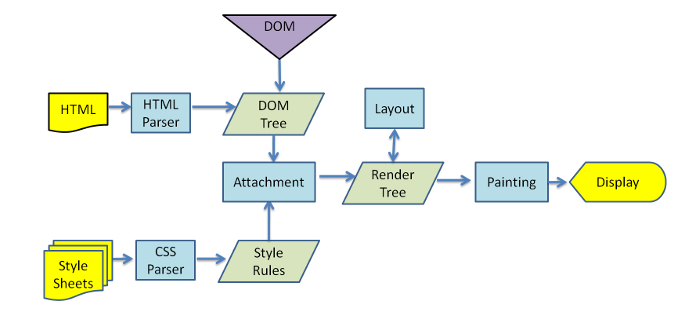 DOM
HTML
HTML
Parser
DOM
Tree
Layout
Attachment
Render
Tree
Painting
Display
Style
Sheets
CSS
Parser
Style
Rules